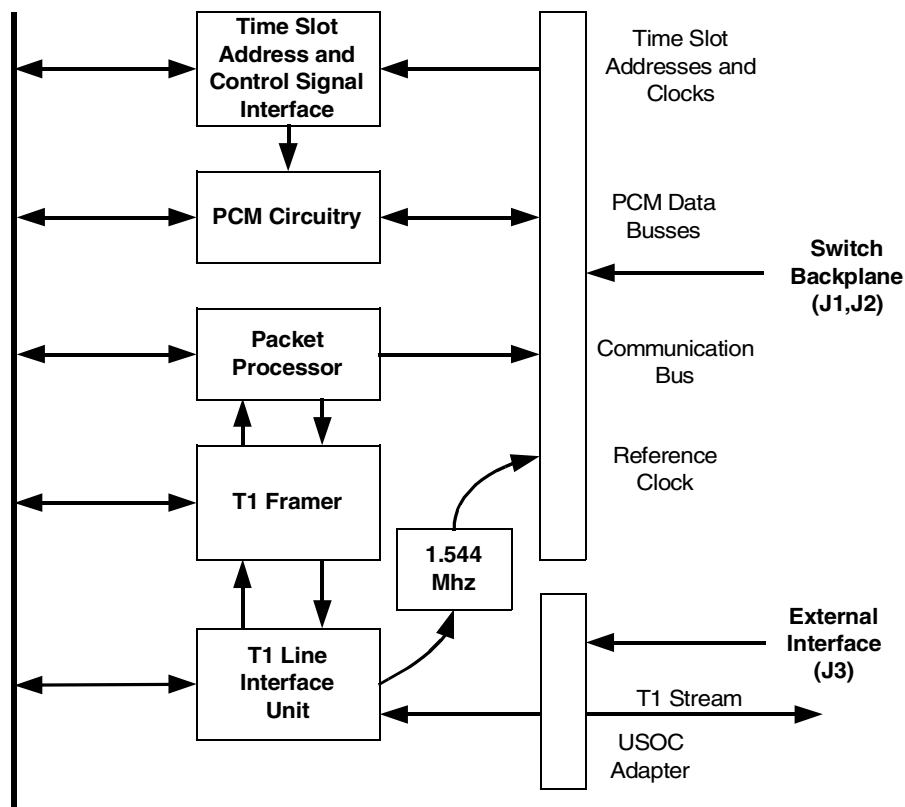 Time Slot
Address and
Control Signal
Interface
Time Slot
Addresses and
Clocks
PCM Circuitry
PCM Data
Busses
Switch
Backplane
(J1,J2)
Packet
Processor
Communication
Bus
T1 Framer
Reference
Clock
1.544
Mhz
T1 Line
Interface
Unit
External
Interface
(J3)
T1 Stream
USOC
Adapter